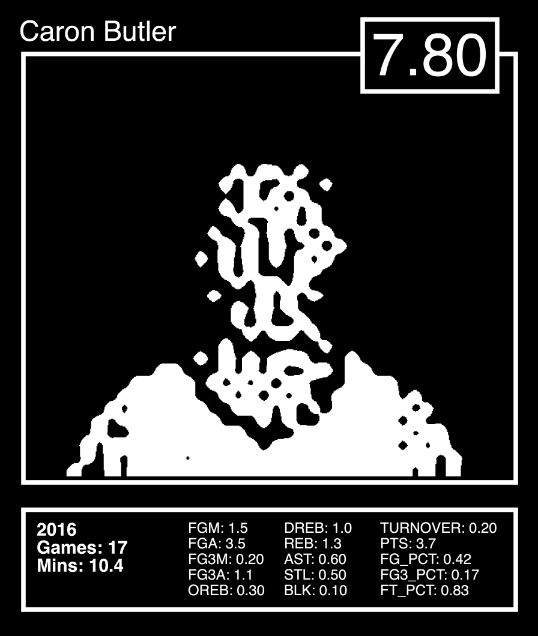 Caron Butler
7.80
2016
Games: 17
Mins: 10.4
FGM: 1.5
FGA: 3.5
FG3M: 0.20
FG3A: 1.1
OREB: 0.30
DREB: 1.0
REB: 1.3
AST: 0.60
STL: 0.50
BLK: 0.10
TURNOVER: 0.20
PTS: 3.7
FG_PCT: 0.42
FG3_PCT: 0.17
FT_PCT: 0.83